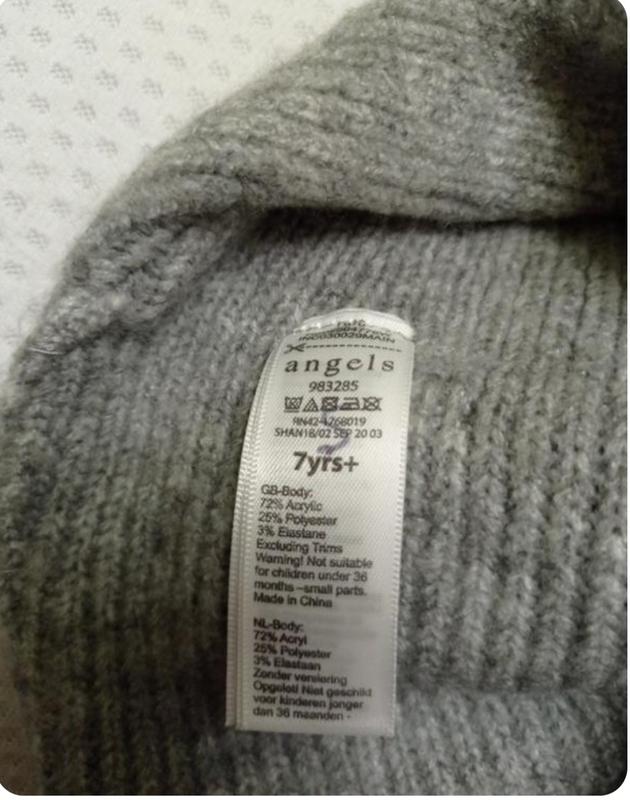 INC030029MAIN
angels
983285
RN42-1768019
SHAN18/02 SEP 20 03
7yrs+
GB-Body:
72% Acrylic
25% Polyester
3% Elastane
Excluding Trims
Warning! Not suitable
for children under 36
months –small parts.
Made in China
NL-Body:
72% Acryl
25% Polyester
3% Elastaan
Zonder versiering
Opgelet! Niet geschikt
voor kinderen jonger
dan 36 maanden -